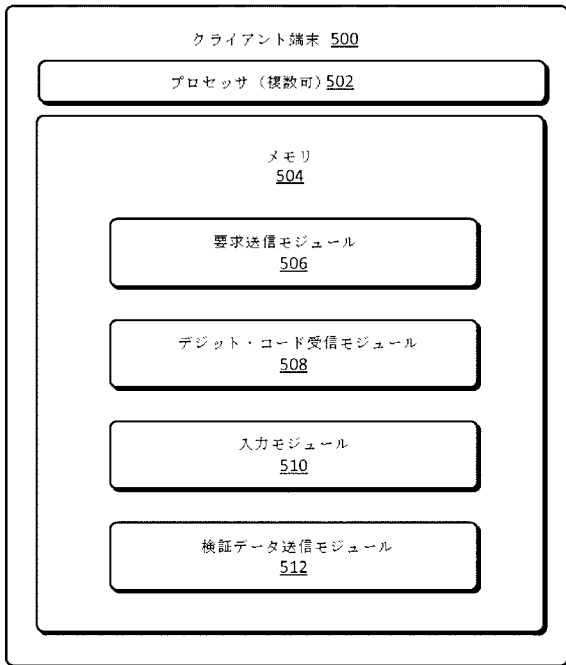 クライアント端末 500
プロセッサ（複数可）502
メモリ
504
要求送信モジュール
506
デジット・コード受信モジュール
508
入力モジュール
510
検証データ送信モジュール
512